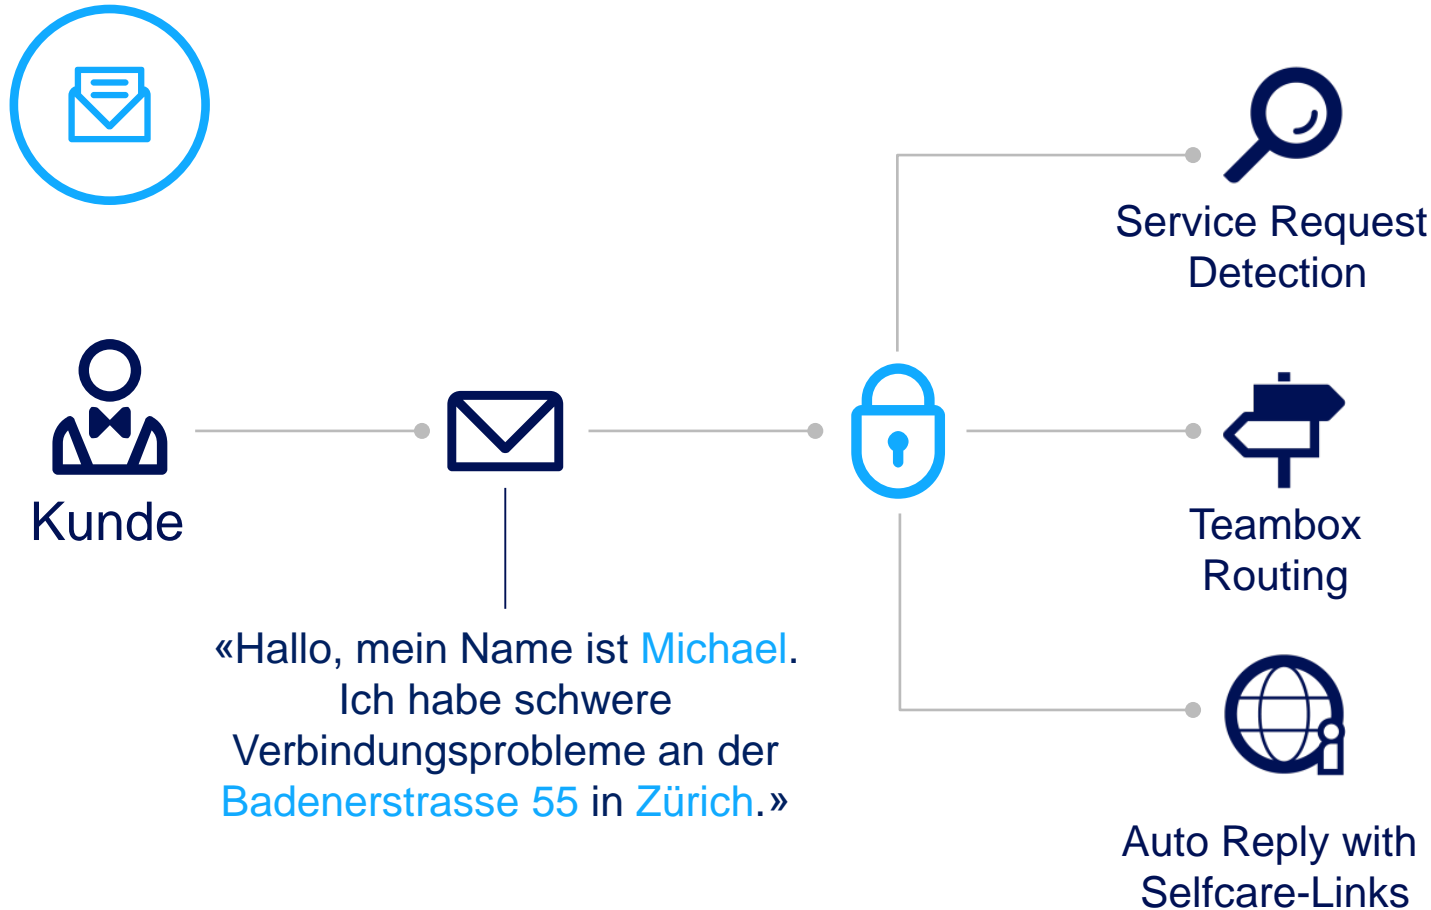 Service Request
Detection
Kunde
Teambox
Routing
«Hallo, mein Name ist Michael.
Ich habe schwere
Verbindungsprobleme an der
Badenerstrasse 55 in Zürich.»
Auto Reply with
Selfcare-Links